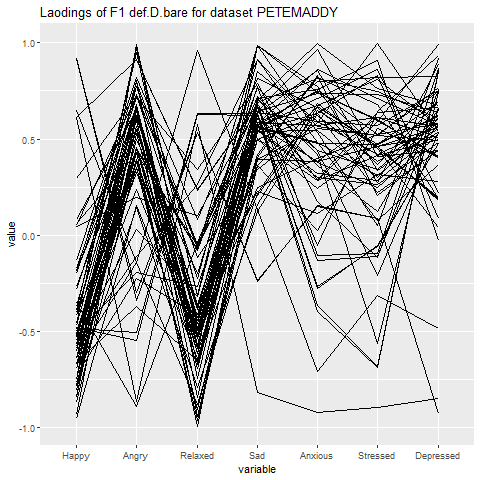 Laodings of F1 def.D.bare for dataset PETEMADDY
1.0
0.5
0.0
-0.5
-1.0
value
Happy Angry Relaxed Sad Anxious Stressed Depressed
variable